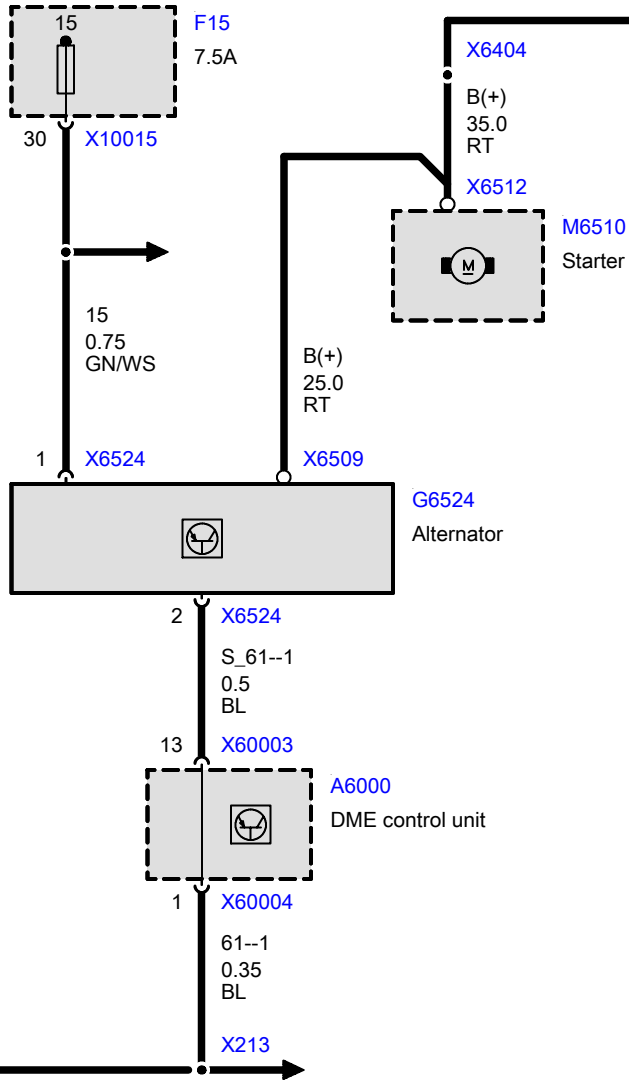 15
F15
7.5A
30 X10015
X6404
B(+)
35.0
RT
X6512
M6510
Starter
M
15
0.75
GN/WS
B(+)
25.0
RT
1 X6524
X6509
G6524
Alternator
2 X6524
S_61--1
0.5
BL
13 X60003
A6000
DME control unit
1 X60004
61--1
0.35
BL
X213